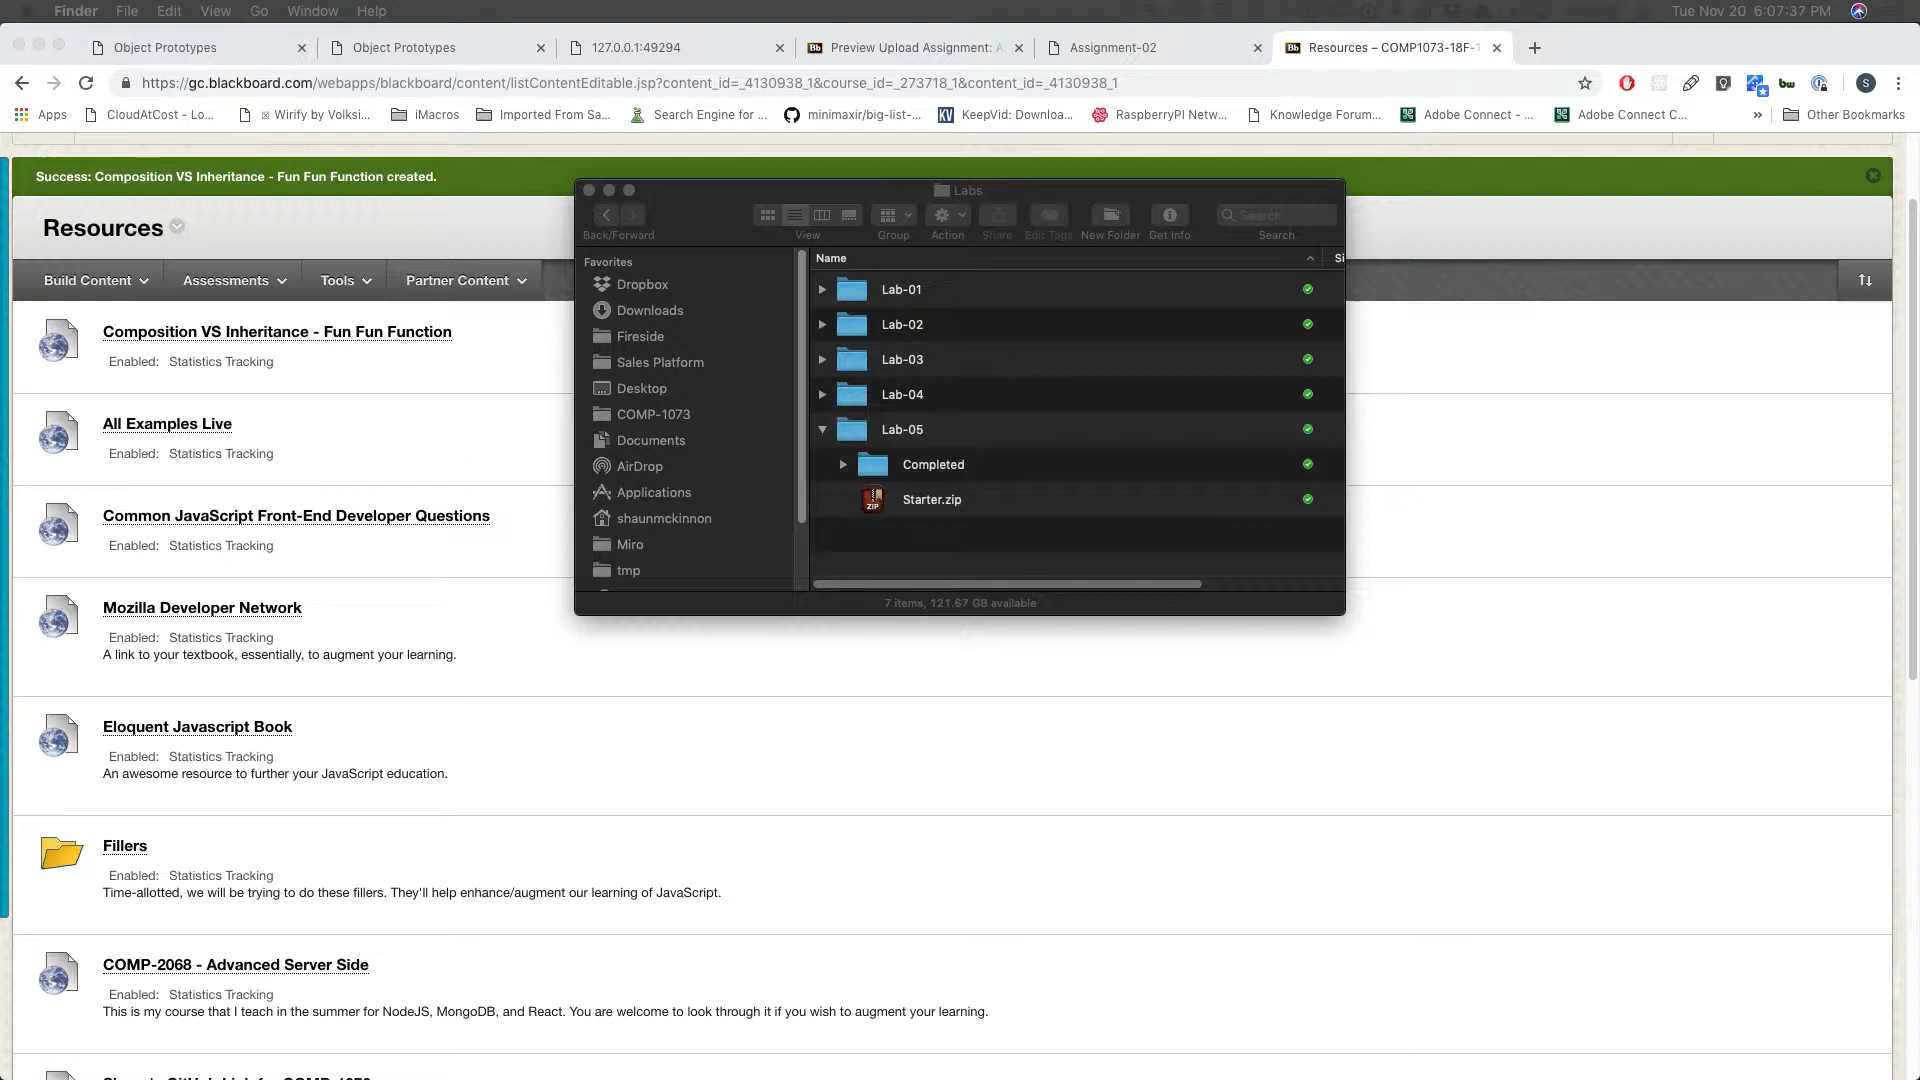 Finder File Edit View Go Window Help
Tue Nov 20 6:07:37 PM
Object Prototypes
Object Prototypes
127.0.0.1:49294
Preview Upload Assignment: A
Assignment-02
Resources – COMP1073-18F-1
https://gc.blackboard.com/webapps/blackboard/content/listContentEditable.jsp?content_id=_4130938_1&course_id=_273718_1&content_id=_4130938_1
Apps
CloudAtCost - Lo...
Wirify by Volksi...
iMacros
Imported From Sa...
Search Engine for ...
minimaxir/big-list-...
KeepVid: Downloa...
RaspberryPI Netw...
Knowledge Forum...
Adobe Connect - ...
Adobe Connect C...
»
Other Bookmarks
Success: Composition VS Inheritance - Fun Fun Function created.
Resources
Build Content
Assessments
Tools
Partner Content
Composition VS Inheritance - Fun Fun Function
Enabled: Statistics Tracking
All Examples Live
Enabled: Statistics Tracking
Common JavaScript Front-End Developer Questions
Enabled: Statistics Tracking
Mozilla Developer Network
Enabled: Statistics Tracking
A link to your textbook, essentially, to augment your learning.
Eloquent Javascript Book
Enabled: Statistics Tracking
An awesome resource to further your JavaScript education.
Fillers
Enabled: Statistics Tracking
Time-allotted, we will be trying to do these fillers. They'll help enhance/augment our learning of JavaScript.
COMP-2068 - Advanced Server Side
Enabled: Statistics Tracking
This is my course that I teach in the summer for NodeJS, MongoDB, and React. You are welcome to look through it if you wish to augment your learning.
Labs
Search
Back/Forward
View
Group
Action
Share
Edit Tags
New Folder
Get Info
Search
Favorites
Dropbox
Downloads
Fireside
Sales Platform
Desktop
COMP-1073
Documents
AirDrop
Applications
shaunmckinnon
Miro
tmp
Name
Si
Lab-01
Lab-02
Lab-03
Lab-04
Lab-05
Completed
ZIP
Starter.zip
7 items, 121.67 GB available